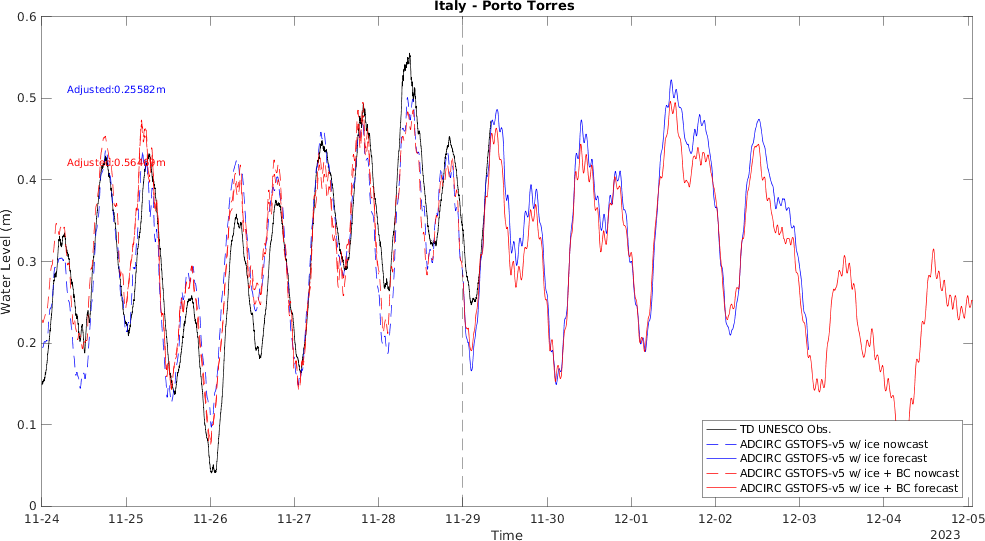 Italy - Porto Torres
0.6
0.5
0.4
0.3
0.2
0.1
0
Water Level (m)
Adjusted:0.25582m
TD UNESCO Obs.
ADCIRC GSTOFS-v5 w/ ice nowcast
ADCIRC GSTOFS-v5 w/ ice forecast
ADCIRC GSTOFS-v5 w/ ice + BC nowcast
ADCIRC GSTOFS-v5 w/ ice + BC forecast
11-24 11-25 11-26 11-27 11-28 11-29 11-30 12-01 12-02 12-03 12-04 12-05
Time
2023